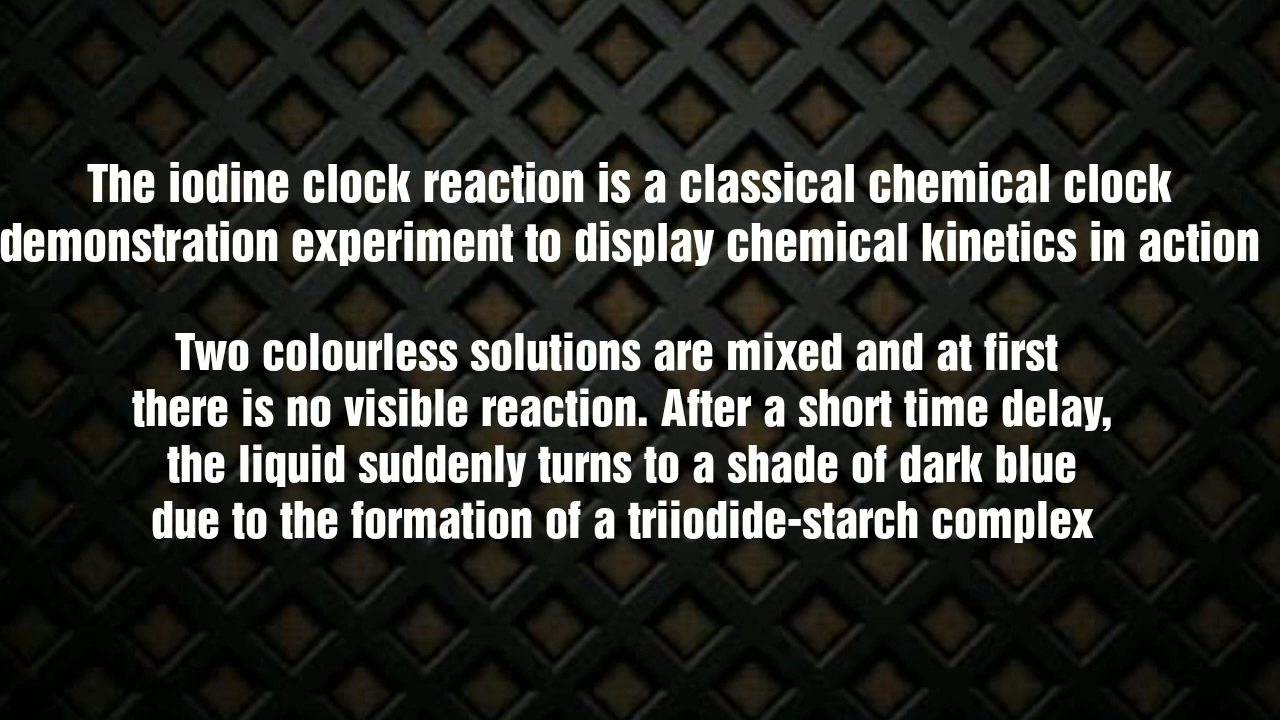 The iodine clock reaction is a classical chemical clock
demonstration experiment to display chemical kinetics in action
Two colourless solutions are mixed and at first
there is no visible reaction. After a short time delay,
the liquid suddenly turns to a shade of dark blue
due to the formation of a triiodide-starch complex